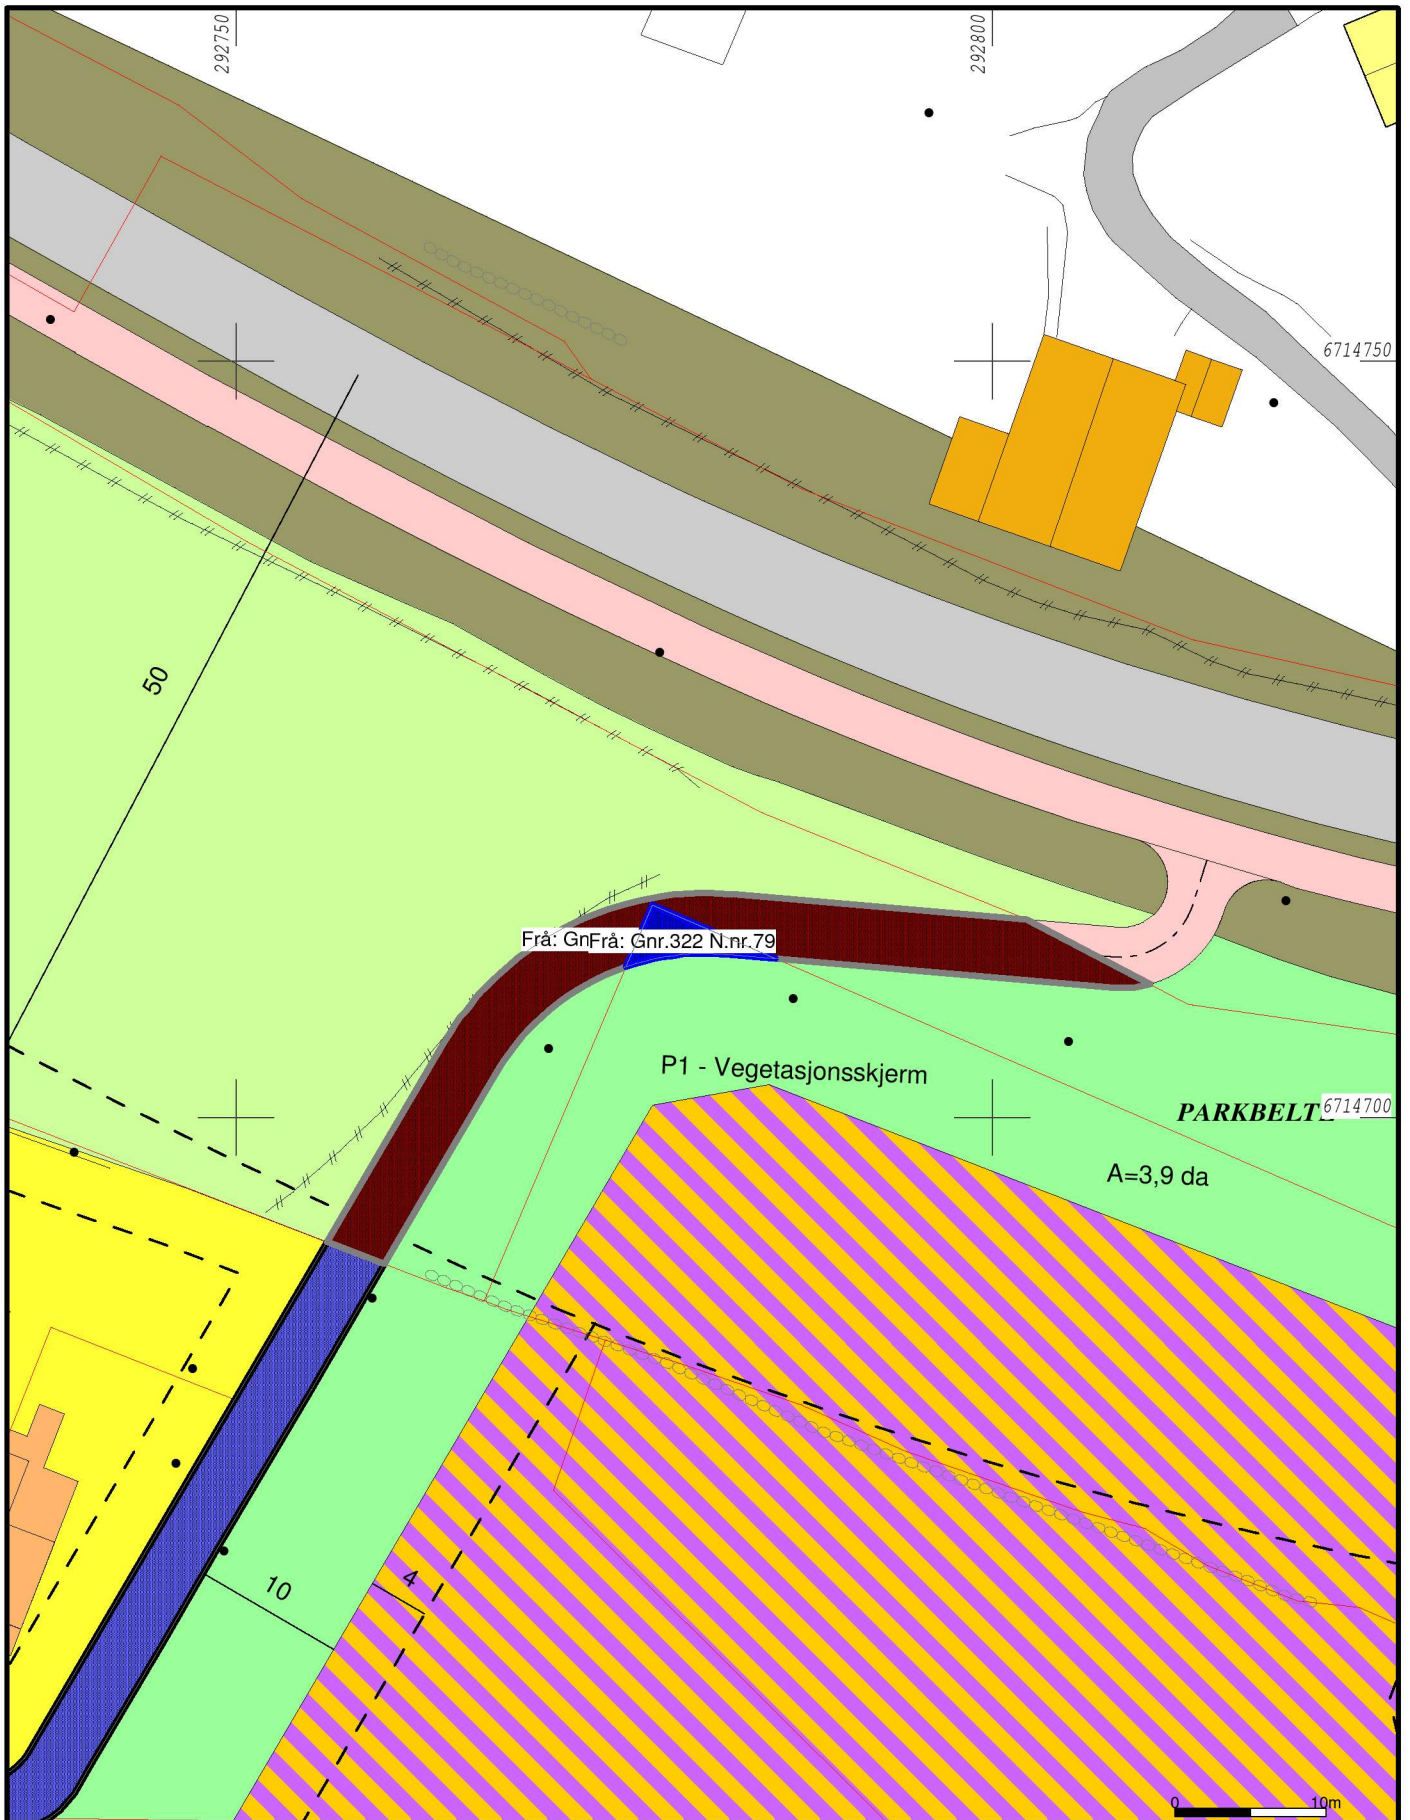 292750
292800
6714750
50
Frå: Gn
Frå: Gnr.322 N.nr.79
P1 - Vegetasjonsskjerm
PARKBELT
6714700
A=3,9 da
10
4
0 10m